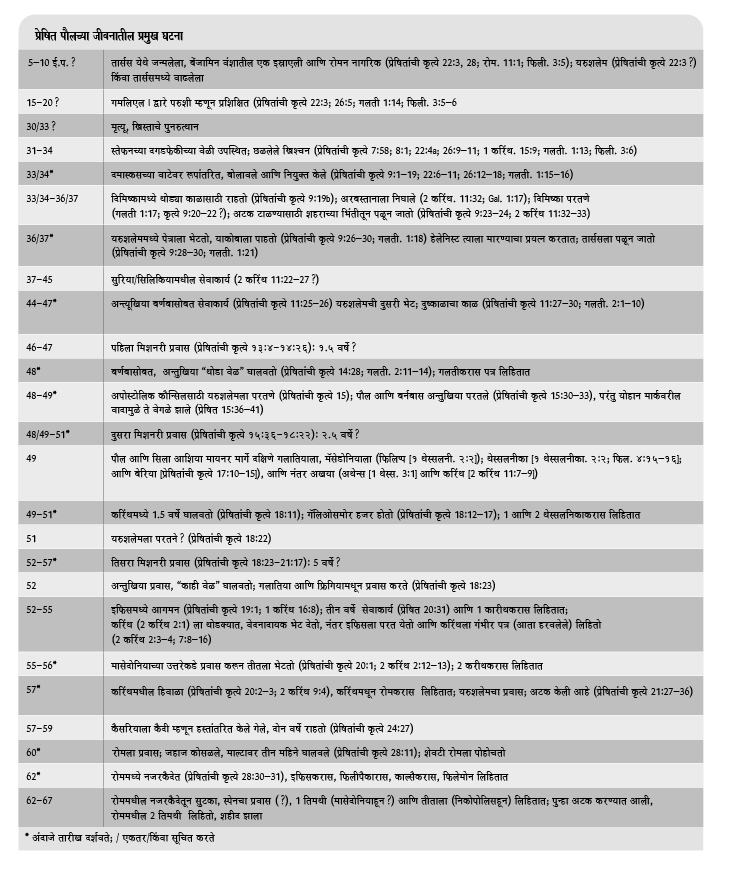 प्रेषित पौलच्या जीवनातील प्रमुख घटना
5–10 ई.प. ? तार्सस येथे जन्मलेला, बेंजामिन वंशातील एक इस्राएली आणि रोमन नागरिक (प्रेषितांची कृत्ये 22:3, 28; रोम. 11:1; फिली. 3:5); यरुशलेम (प्रेषितांची कृत्ये 22:3 ?)
किंवा तार्ससमध्ये वाढलेला
15–20 ? गमलिएल I द्वारे परुशी म्हणून प्रशिक्षित (प्रेषितांची कृत्ये 22:3; 26:5; गलती 1:14; फिली. 3:5–6
30/33 ? मृत्यू, ख्रिस्ताचे पुनरुत्थान
31–34 स्तेफनच्या दगडफेकीच्या वेळी उपस्थित; छळलेले ख्रिश्चन (प्रेषितांची कृत्ये 7:58; 8:1; 22:4a; 26:9–11; 1 करिंथ. 15:9; गलती. 1:13; फिली. 3:6)
33/34* दमास्कसच्या वाटेवर रूपांतरित, बोलावले आणि नियुक्त केले (प्रेषितांची कृत्ये 9:1–19; 22:6–11; 26:12–18; गलती. 1:15–16)
33/34–36/37 दिमिष्कामध्ये थोड्या काळासाठी राहतो (प्रेषितांची कृत्ये 9:19b); अरबस्तानाला निघाले (2 करिंथ. 11:32; Gal. 1:17); दिमिष्का परतणे
(गलती 1:17; कृत्ये 9:20–22 ?); अटक टाळण्यासाठी शहराच्या भिंतीतून पळून जातो (प्रेषितांची कृत्ये 9:23–24; 2 करिंथ 11:32–33)
36/37* यरुशलेममध्ये पेत्राला भेटतो, याकोबाला पाहतो (प्रेषितांची कृत्ये 9:26–30; गलती. 1:18) हेलेनिस्ट त्याला मारण्याचा प्रयत्न करतात; तार्ससला पळून जातो
(प्रेषितांची कृत्ये 9:28–30; गलती. 1:21)
37–45 सुरिया/सिलिकियामधील सेवाकार्य (2 करिंथ 11:22–27 ?)
44–47* अन्त्यूखिया बर्णबासोबत सेवाकार्य (प्रेषितांची कृत्ये 11:25–26) यरुशलेमची दुसरी भेट; दुष्काळाचा काळ (प्रेषितांची कृत्ये 11:27–30; गलती. 2:1–10)
46–47 पहिला मिशनरी प्रवास (प्रेषितांची कृत्ये १३:४–१४:२६): १.५ वर्षे ?
48* बर्णबासोबत, अन्तुखिया "थोडा वेळ" घालवतो (प्रेषितांची कृत्ये 14:28; गलती. 2:11–14); गलतीकरास पत्र लिहितात
48–49* अपोस्टोलिक कौन्सिलसाठी यरुशलेमला परतणे (प्रेषितांची कृत्ये 15); पौल आणि बर्नबास अन्तुखिया परतले (प्रेषितांची कृत्ये 15:30–33), परंतु योहान मार्कवरील
वादामुळे ते वेगळे झाले (प्रेषित 15:36–41)
48/49–51* दुसरा मिशनरी प्रवास (प्रेषितांची कृत्ये १५:३६–१८:२२): २.५ वर्षे ?
49 पौल आणि सिला आशिया मायनर मार्गे दक्षिणे गलातियाला, मॅसेडोनियाला (फिलिप्प [१ थेस्सलनी. २:२]); थेस्सलनीका [१ थेस्सलनीका. २:२; फिल. ४:१५–१६];
आणि बेरिया [प्रेषितांची कृत्ये 17:10–15]), आणि नंतर अखया (अथेन्स [1 थेस्स. 3:1] आणि करिंथ [2 करिंथ 11:7–9])
49–51* करिंथमध्ये 1.5 वर्षे घालवतो (प्रेषितांची कृत्ये 18:11); गॅलिओसमोर हजर होतो (प्रेषितांची कृत्ये 18:12–17); 1 आणि 2 थेस्सलनिकाकरास लिहितात
51 यरुशलेमला परतणे ? (प्रेषितांची कृत्ये 18:22)
52–57* तिसरा मिशनरी प्रवास (प्रेषितांची कृत्ये 18:23–21:17): 5 वर्षे ?
52 अन्तुखिया प्रवास, "काही वेळ" घालवतो; गलातिया आणि फ्रिगियामधून प्रवास करते (प्रेषितांची कृत्ये 18:23)
52–55 इफिसमध्ये आगमन (प्रेषितांची कृत्ये 19:1; 1 करिंथ 16:8); तीन वर्षे सेवाकार्य (प्रेषित 20:31) आणि 1 करींथकरास लिहितात;
करिंथ (2 करिंथ 2:1) ला थोडक्यात, वेदनादायक भेट देतो, नंतर इफिसला परत येतो आणि करिंथला गंभीर पत्र (आता हरवलेले) लिहितो
(2 करिंथ 2:3–4; 7:8–16)
55–56* मासेदोनियाच्या उत्तरेकडे प्रवास करून तीतला भेटतो (प्रेषितांची कृत्ये 20:1; 2 करिंथ 2:12–13); 2 करींथकरास लिहितात
57* करिंथमधील हिवाळा (प्रेषितांची कृत्ये 20:2–3; 2 करिंथ 9:4), करिंथमधून रोमकरास लिहितात; यरुशलेमचा प्रवास; अटक केली आहे (प्रेषितांची कृत्ये 21:27–36)
57–59 कैसरियाला कैदी म्हणून हस्तांतरित केले गेले, दोन वर्षे राहतो (प्रेषितांची कृत्ये 24:27)
60* रोमला प्रवास; जहाज कोसळले, माल्टावर तीन महिने घालवले (प्रेषितांची कृत्ये 28:11); शेवटी रोमला पोहोचतो
62* रोममध्ये नजरकैदेत (प्रेषितांची कृत्ये 28:30–31), इफिसकरास, फिलीपैकारास, काल्सैकरास, फिलेमोन लिहितात
62–67 रोममधील नजरकैदेतून सुटका, स्पेनचा प्रवास (?), 1 तिमथी (मासेदोनियाहून ?) आणि तीताला (निकोपोलिसहून) लिहितात; पुन्हा अटक करण्यात आली,
रोममधील 2 तिमथी लिहितो, शहीद झाला
* अंदाजे तारीख दर्शवते; / एकतर/किंवा सूचित करते